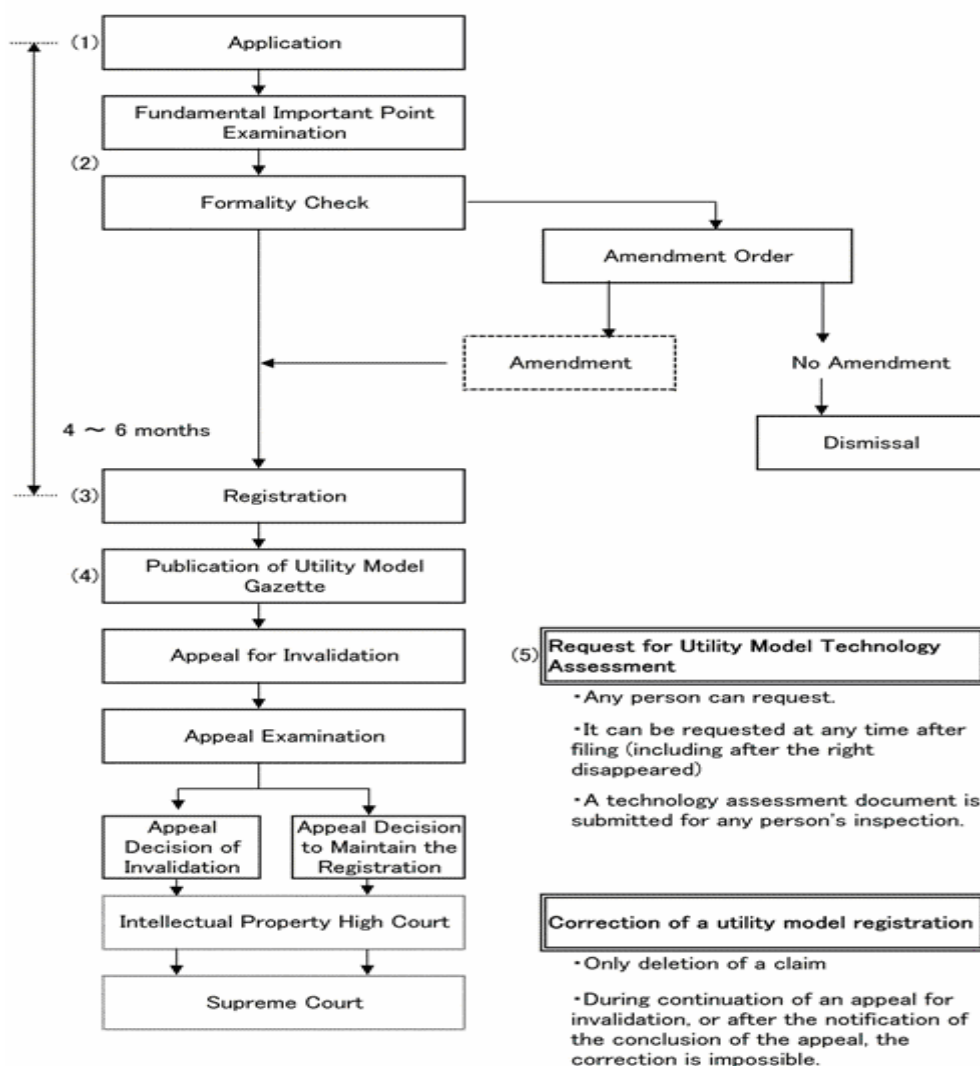 (1)
Application
Fundamental Important Point
Examination
(2)
Formality Check
Amendment Order
Amendment
No Amendment
Dismissal
4 ～ 6 months
(3)
Registration
(4)
Publication of Utility Model
Gazette
Appeal for Invalidation
Appeal Examination
Appeal
Decision of
Invalidation
Appeal Decision
to Maintain the
Registration
Intellectual Property High Court
Supreme Court
(5)
Request for Utility Model Technology
Assessment
・Any person can request.
・It can be requested at any time after
filing (including after the right
disappeared)
・A technology assessment document is
submitted for any person's inspection.
Correction of a utility model registration
・Only deletion of a claim
・During continuation of an appeal for
invalidation, or after the notification of
the conclusion of the appeal, the
correction is impossible.